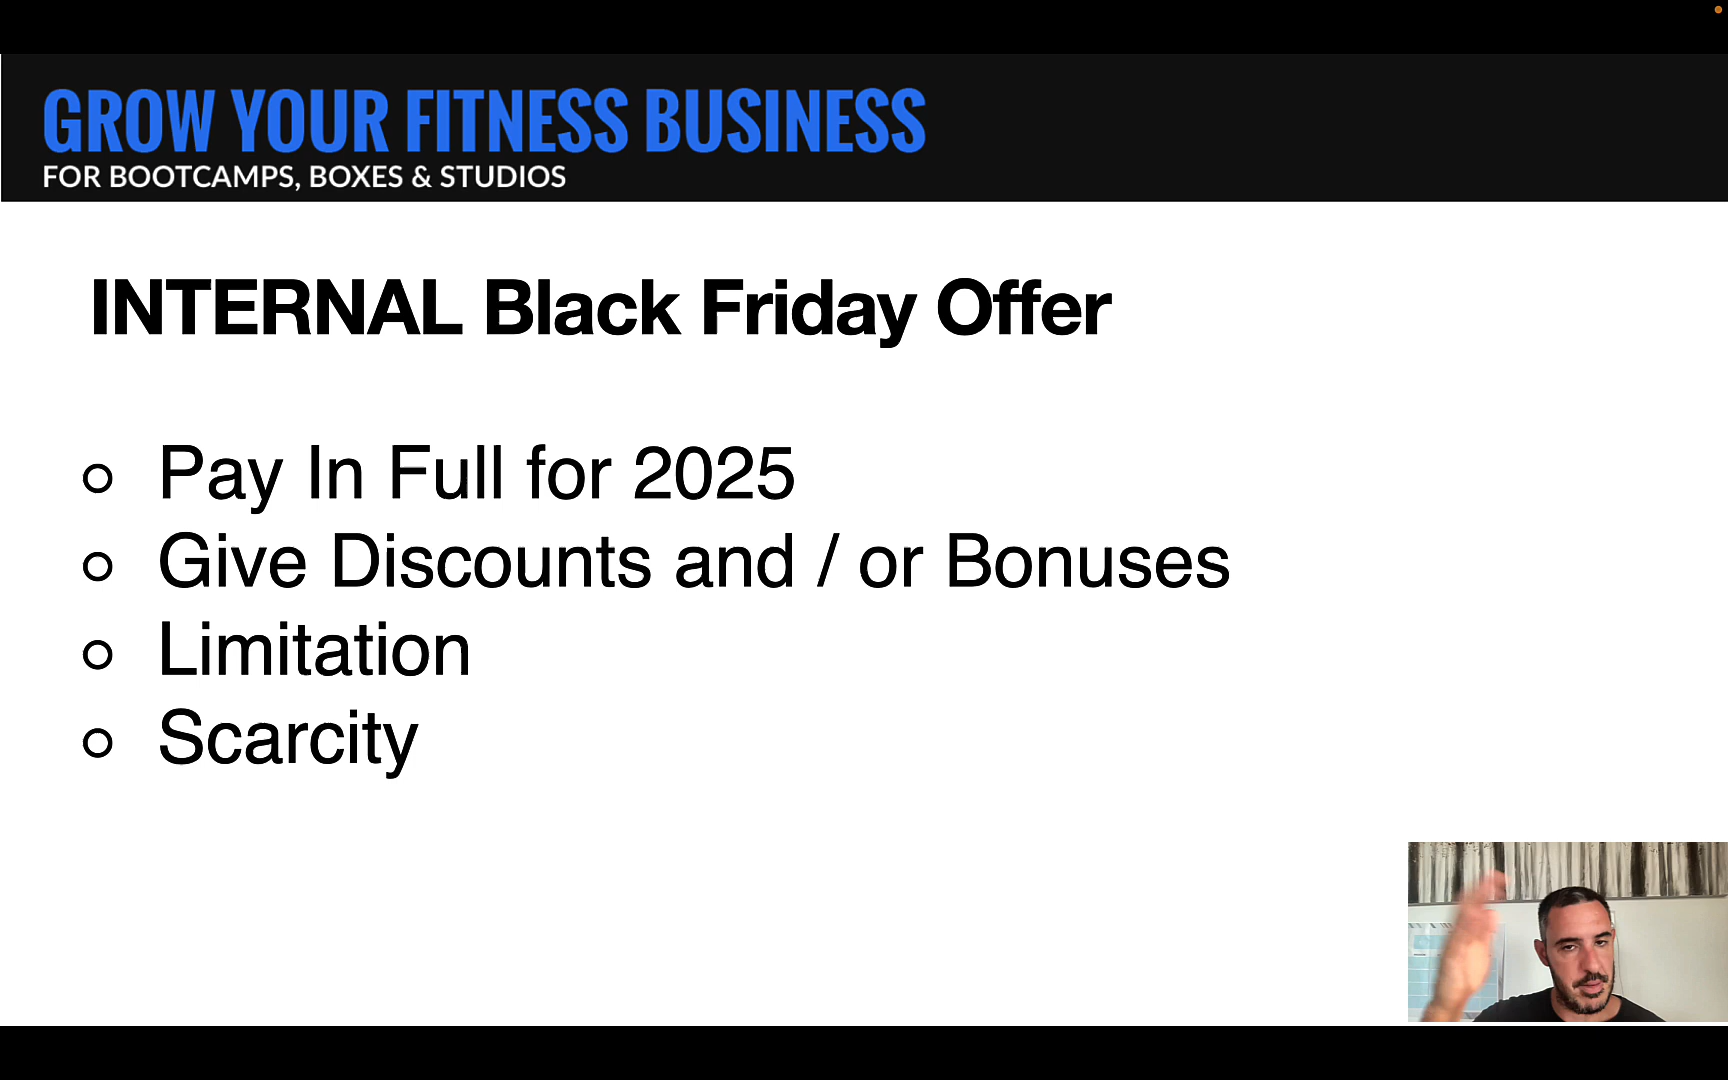 GROW YOUR FITNESS BUSINESS
FOR BOOTCAMPS, BOXES & STUDIOS
INTERNAL Black Friday Offer
Pay In Full for 2025
Give Discounts and / or Bonuses
Limitation
Scarcity